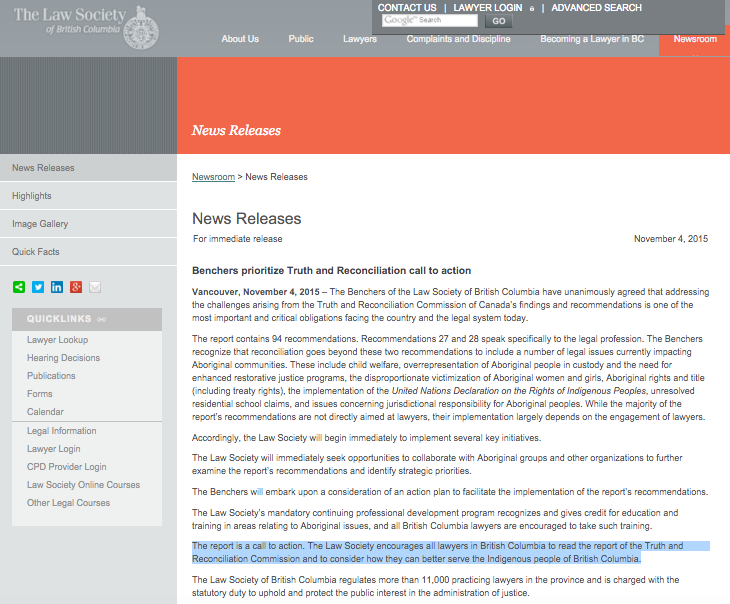 CONTACT US | LAWYER LOGIN | ADVANCED SEARCH
The Law Society
of British Columbia
Google™ Search GO
About Us Public Lawyers Complaints and Discipline Becoming a Lawyer in BC Newsroom
News Releases
News Releases
Highlights
Image Gallery
Quick Facts
QUICKLINKS
Lawyer Lookup
Hearing Decisions
Publications
Forms
Calendar
Legal Information
Lawyer Login
CPD Provider Login
Law Society Online Courses
Other Legal Courses
Newsroom > News Releases
News Releases
For immediate release November 4, 2015
Benchers prioritize Truth and Reconciliation call to action
Vancouver, November 4, 2015 – The Benchers of the Law Society of British Columbia have unanimously agreed that addressing
the challenges arising from the Truth and Reconciliation Commission of Canada's findings and recommendations is one of the
most important and critical obligations facing the country and the legal system today.
The report contains 94 recommendations. Recommendations 27 and 28 speak specifically to the legal profession. The Benchers
recognize that reconciliation goes beyond these two recommendations to include a number of legal issues currently impacting
Aboriginal communities. These include child welfare, overrepresentation of Aboriginal people in custody and the need for
enhanced restorative justice programs, the disproportionate victimization of Aboriginal women and girls, Aboriginal rights and title
(including treaty rights), the implementation of the United Nations Declaration on the Rights of Indigenous Peoples, unresolved
residential school claims, and issues concerning jurisdictional responsibility for Aboriginal peoples. While the majority of the
report's recommendations are not directly aimed at lawyers, their implementation largely depends on the engagement of lawyers.
Accordingly, the Law Society will begin immediately to implement several key initiatives.
The Law Society will immediately seek opportunities to collaborate with Aboriginal groups and other organizations to further
examine the report's recommendations and identify strategic priorities.
The Benchers will embark upon a consideration of an action plan to facilitate the implementation of the report's recommendations.
The Law Society's mandatory continuing professional development program recognizes and gives credit for education and
training in areas relating to Aboriginal issues, and all British Columbia lawyers are encouraged to take such training.
The report is a call to action. The Law Society encourages all lawyers in British Columbia to read the report of the Truth and
Reconciliation Commission and to consider how they can better serve the Indigenous people of British Columbia.
The Law Society of British Columbia regulates more than 11,000 practicing lawyers in the province and is charged with the
statutory duty to uphold and protect the public interest in the administration of justice.